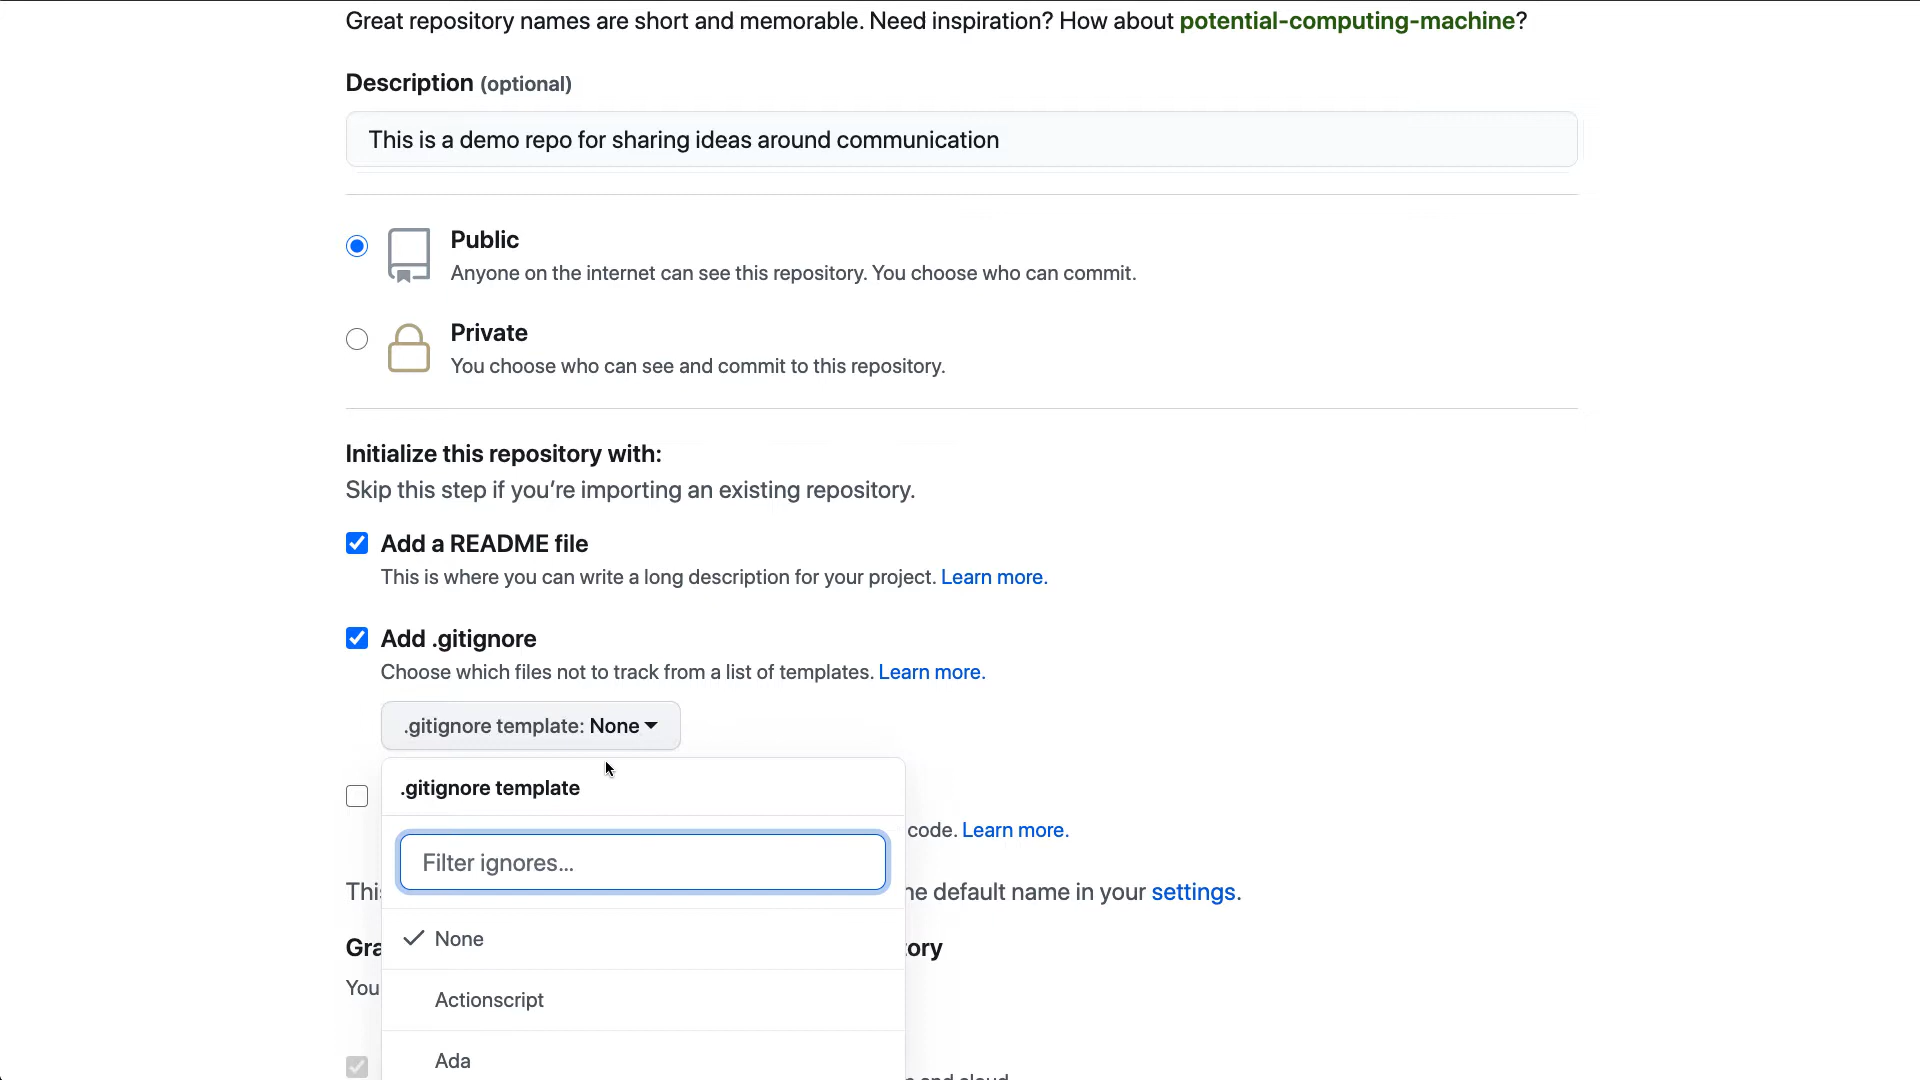 Great repository names are short and memorable. Need inspiration? How about potential-computing-machine?
Description (optional)
This is a demo repo for sharing ideas around communication
Public
Anyone on the internet can see this repository. You choose who can commit.
Private
You choose who can see and commit to this repository.
Initialize this repository with:
Skip this step if you're importing an existing repository.
Add a README file
This is where you can write a long description for your project. Learn more.
Add .gitignore
Choose which files not to track from a list of templates. Learn more.
.gitignore template: None
.gitignore template
code. Learn more.
Filter ignores...
default name in your settings.
None
You
Actionscript
Ada